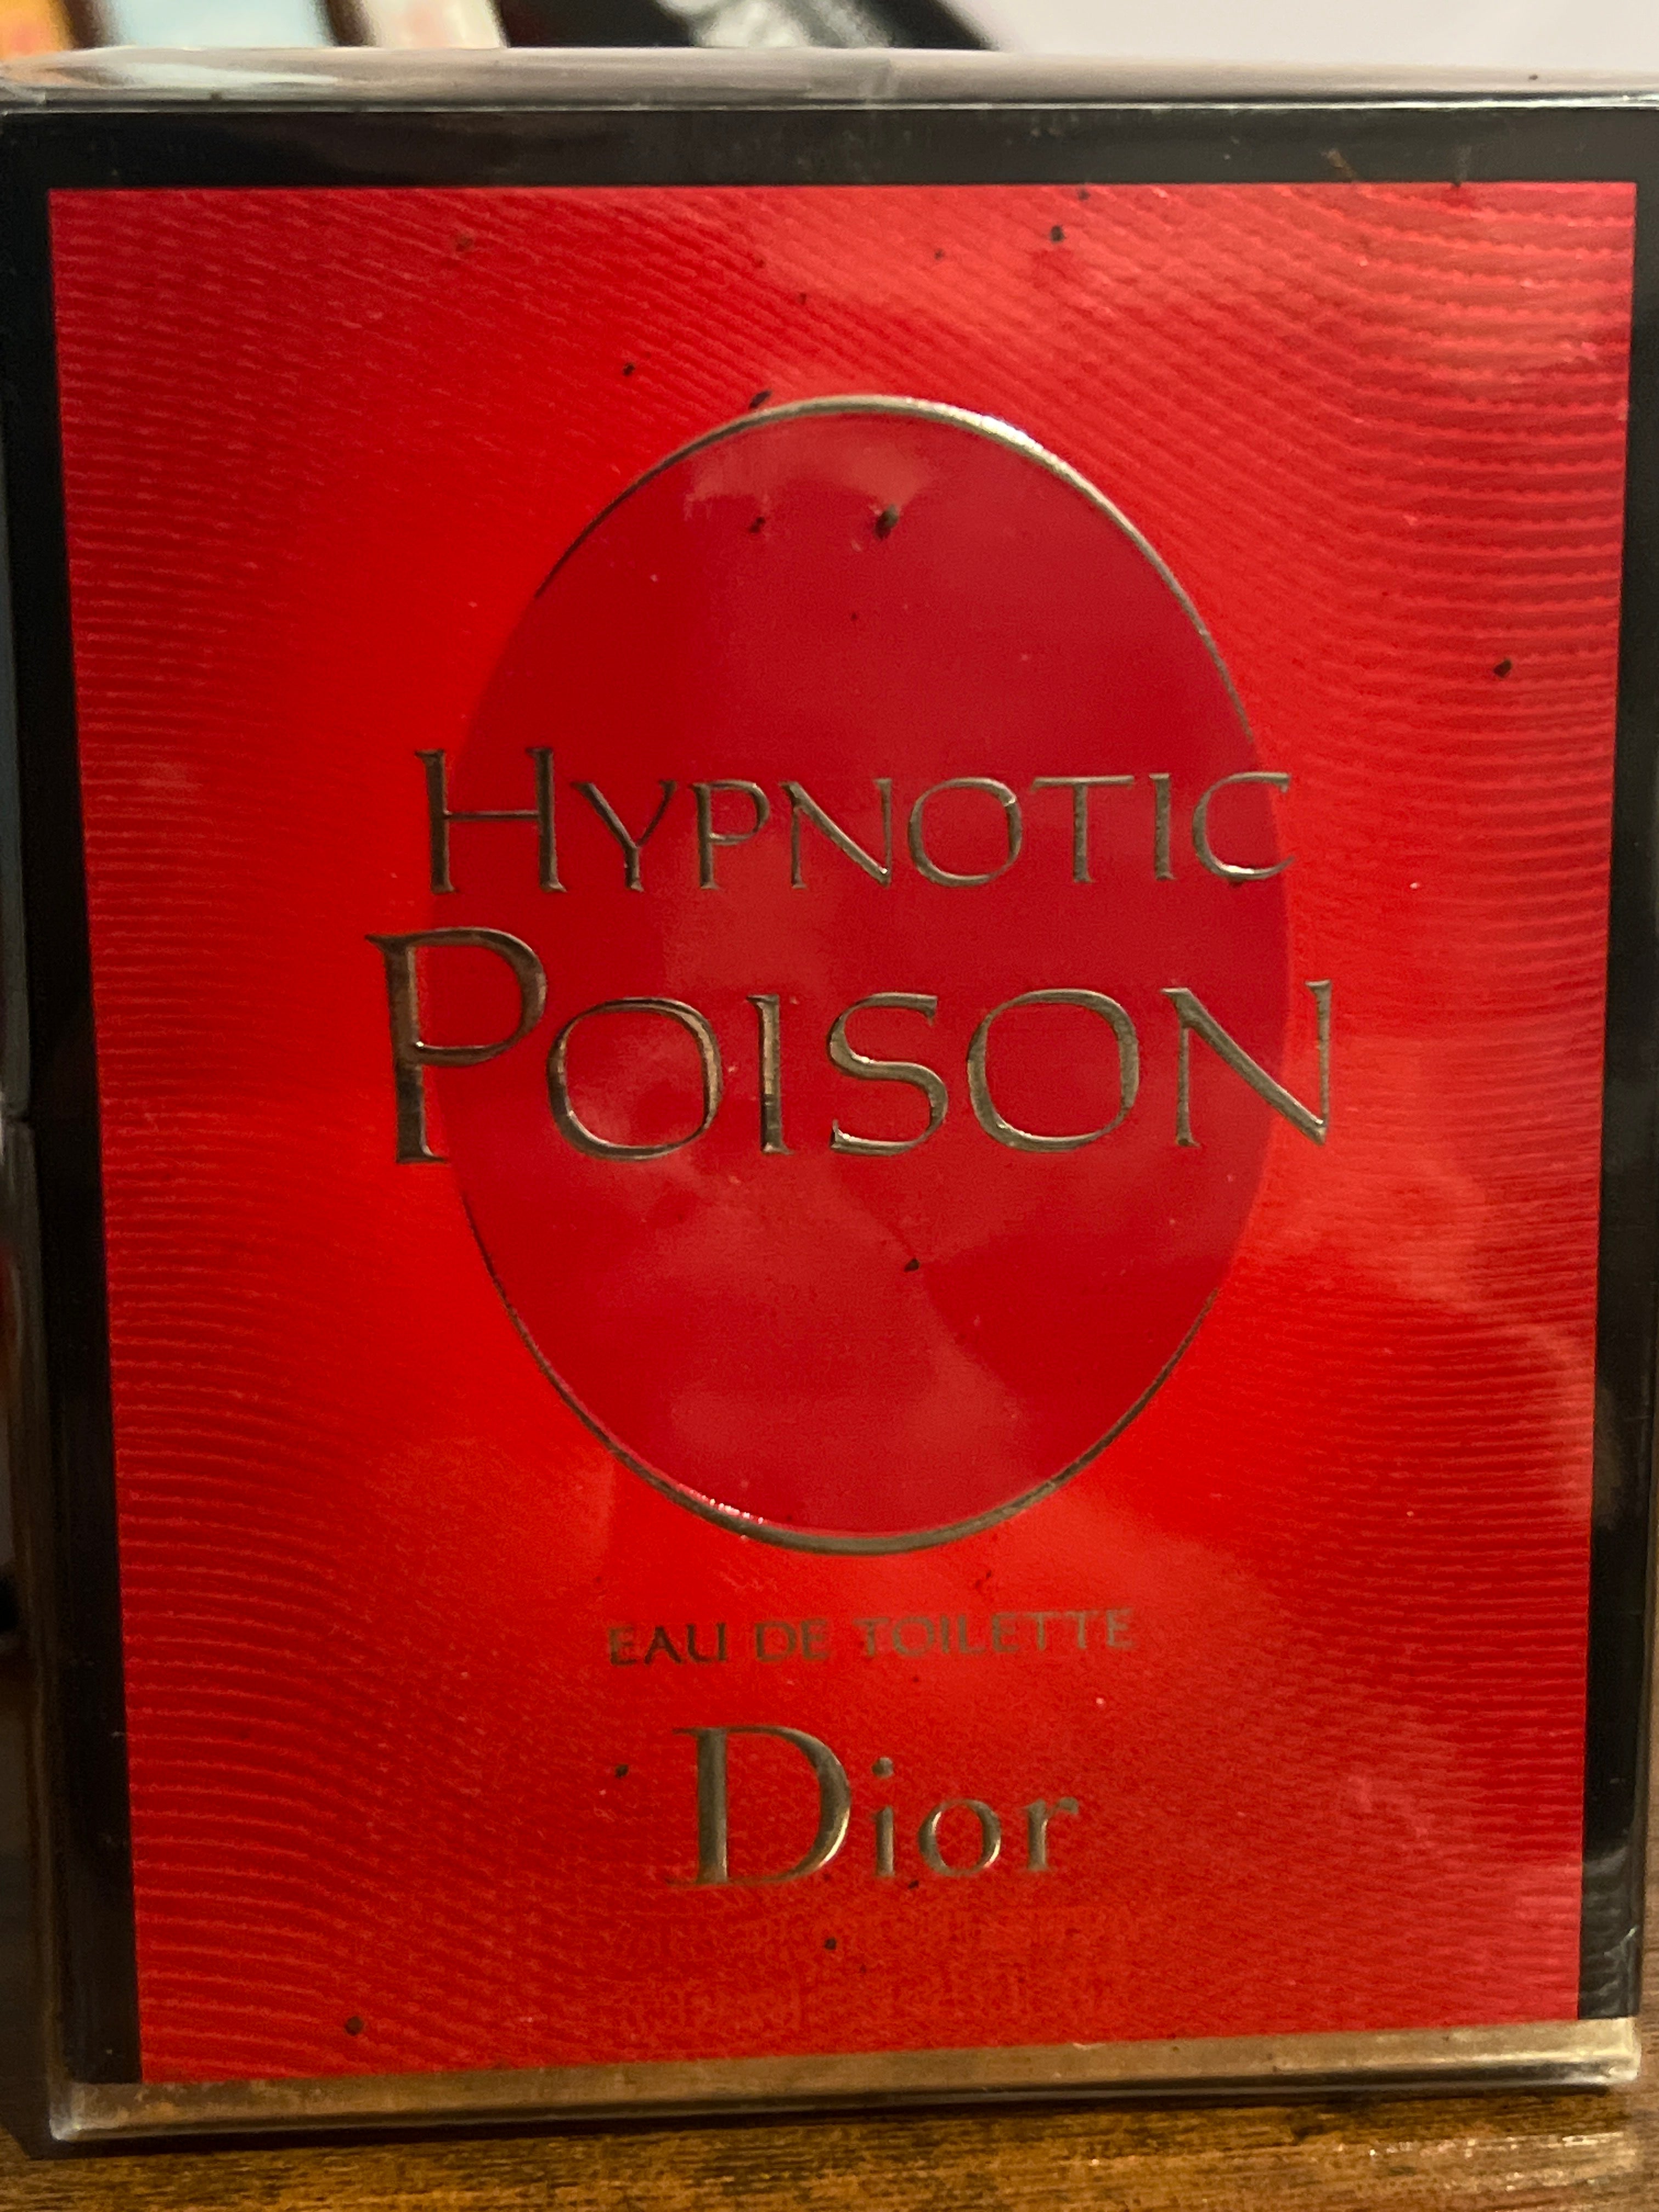 HYPNOTIC
POISON
EAU DE TOILETTE
Dior